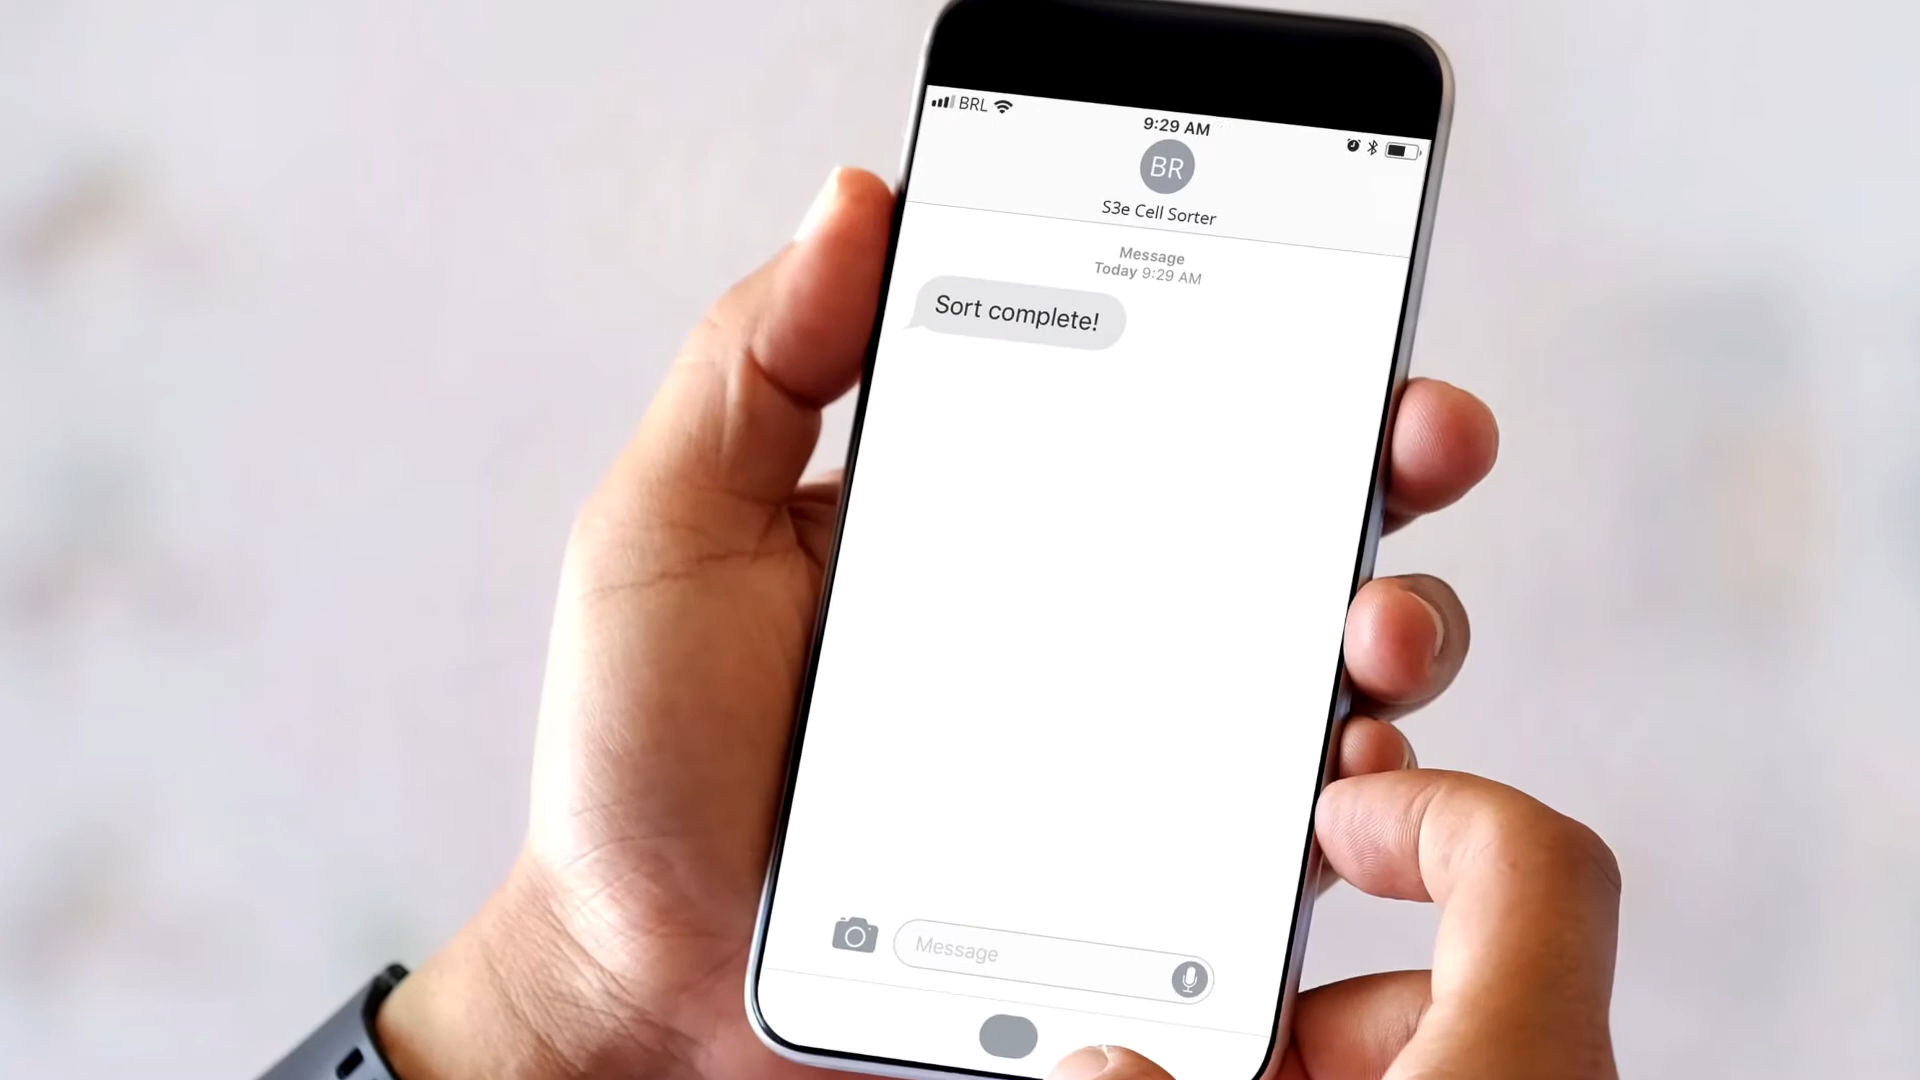 BRL
9:29 AM
BR
S3e Cell Sorter
Message
Today 9:29 AM
Sort complete!
Message